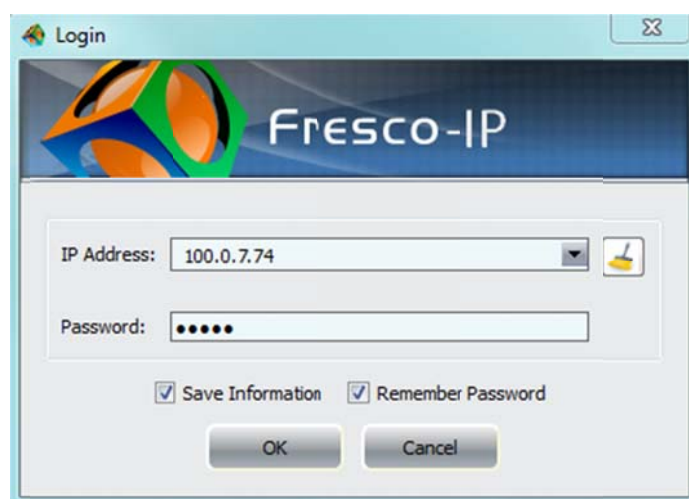 Login
Fresco-IP
IP Address: 100.0.7.74
Password: •••••
Save Information Remember Password
OK Cancel